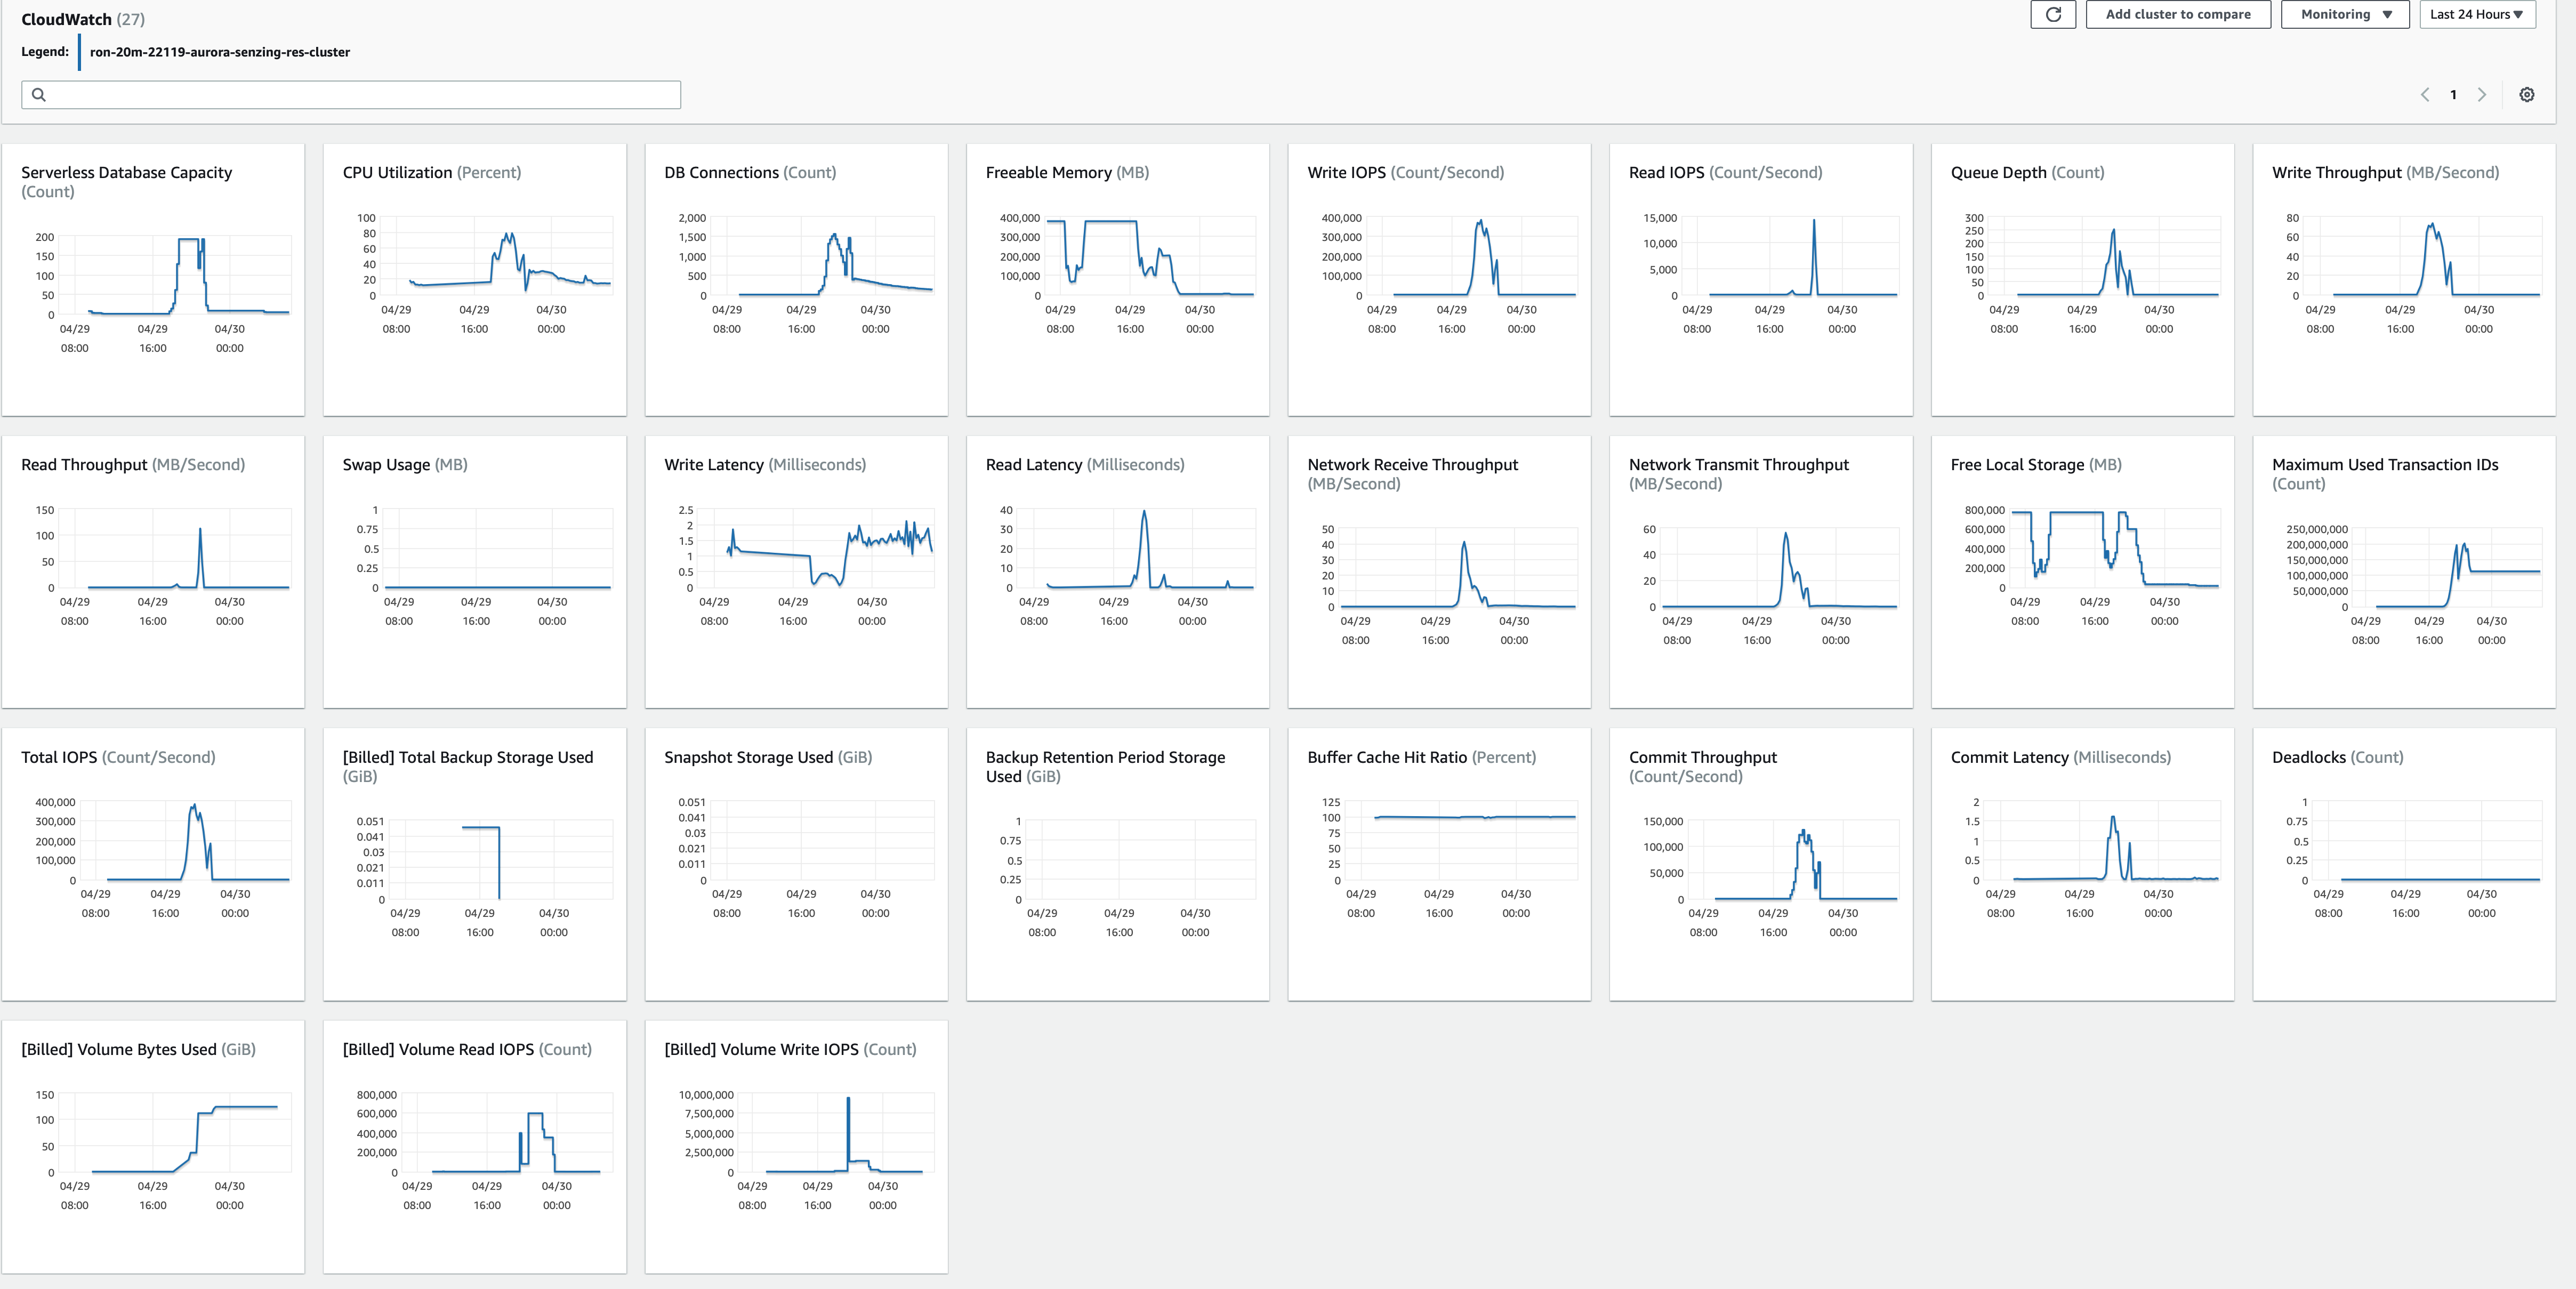 CloudWatch (27)
Add cluster to compare
Monitoring
Last 24 Hours
Legend:
ron-20m-22119-aurora-senzing-res-cluster
1
Serverless Database Capacity
(Count)
200
150
100
50
0
04/29 04/29 04/30
08:00 16:00 00:00
CPU Utilization (Percent)
100
80
60
40
20
0
04/29 04/29 04/30
08:00 16:00 00:00
DB Connections (Count)
2,000
1,500
1,000
500
0
04/29 04/29 04/30
08:00 16:00 00:00
Freeable Memory (MB)
400,000
300,000
200,000
100,000
0
04/29 04/29 04/30
08:00 16:00 00:00
Write IOPS (Count/Second)
400,000
300,000
200,000
100,000
0
04/29 04/29 04/30
08:00 16:00 00:00
Read IOPS (Count/Second)
15,000
10,000
5,000
0
04/29 04/29 04/30
08:00 16:00 00:00
Queue Depth (Count)
300
250
200
150
100
50
0
04/29 04/29 04/30
08:00 16:00 00:00
Write Throughput (MB/Second)
80
60
40
20
0
04/29 04/29 04/30
08:00 16:00 00:00
Read Throughput (MB/Second)
150
100
50
0
04/29 04/29 04/30
08:00 16:00 00:00
Swap Usage (MB)
1
0.75
0.5
0.25
0
04/29 04/29 04/30
08:00 16:00 00:00
Write Latency (Milliseconds)
2.5
2
1.5
1
0.5
0
04/29 04/29 04/30
08:00 16:00 00:00
Read Latency (Milliseconds)
40
30
20
10
0
04/29 04/29 04/30
08:00 16:00 00:00
Network Receive Throughput
(MB/Second)
50
40
30
20
10
0
04/29 04/29 04/30
08:00 16:00 00:00
Network Transmit Throughput
(MB/Second)
60
40
20
0
04/29 04/29 04/30
08:00 16:00 00:00
Free Local Storage (MB)
800,000
600,000
400,000
200,000
0
04/29 04/29 04/30
08:00 16:00 00:00
Maximum Used Transaction IDs
(Count)
250,000,000
200,000,000
150,000,000
100,000,000
50,000,000
0
04/29 04/29 04/30
08:00 16:00 00:00
Total IOPS (Count/Second)
400,000
300,000
200,000
100,000
0
04/29 04/29 04/30
08:00 16:00 00:00
[Billed] Total Backup Storage Used
(GiB)
0.051
0.041
0.03
0.021
0.011
0
04/29 04/29 04/30
08:00 16:00 00:00
Snapshot Storage Used (GiB)
0.051
0.041
0.03
0.021
0.011
0
04/29 04/29 04/30
08:00 16:00 00:00
Backup Retention Period Storage
Used (GiB)
1
0.75
0.5
0.25
0
04/29 04/29 04/30
08:00 16:00 00:00
Buffer Cache Hit Ratio (Percent)
125
100
75
50
25
0
04/29 04/29 04/30
08:00 16:00 00:00
Commit Throughput
(Count/Second)
150,000
100,000
50,000
0
04/29 04/29 04/30
08:00 16:00 00:00
Commit Latency (Milliseconds)
2
1.5
1
0.5
0
04/29 04/29 04/30
08:00 16:00 00:00
Deadlocks (Count)
1
0.75
0.5
0.25
0
04/29 04/29 04/30
08:00 16:00 00:00
[Billed] Volume Bytes Used (GiB)
150
100
50
0
04/29 04/29 04/30
08:00 16:00 00:00
[Billed] Volume Read IOPS (Count)
800,000
600,000
400,000
200,000
0
04/29 04/29 04/30
08:00 16:00 00:00
[Billed] Volume Write IOPS (Count)
10,000,000
7,500,000
5,000,000
2,500,000
0
04/29 04/29 04/30
08:00 16:00 00:00